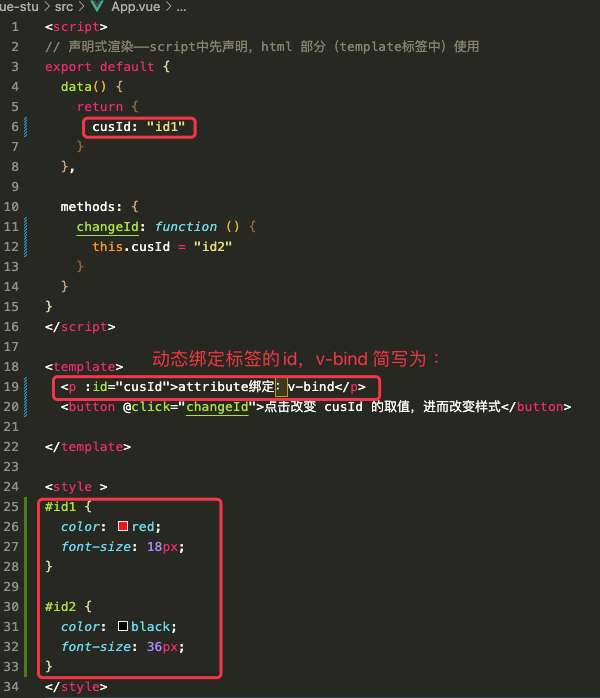 ue-stu > src > App.vue > ...
1 <script>
2 // 声明式渲染——script中先声明，html 部分（template标签中）使用
3 export default {
4   data() {
5     return {
6       cusId: "id1"
7     }
8   },
9
10   methods: {
11     changeId: function () {
12       this.cusId = "id2"
13     }
14   }
15 }
16 </script>
17
动态绑定标签的id，v-bind 简写为：
18 <template>
19   <p :id="cusId">attribute绑定：v-bind</p>
20   <button @click="changeId">点击改变 cusId 的取值，进而改变样式</button>
21
22 </template>
23
24 <style >
25 #id1 {
26   color: red;
27   font-size: 18px;
28 }
29
30 #id2 {
31   color: black;
32   font-size: 36px;
33 }
34 </style>